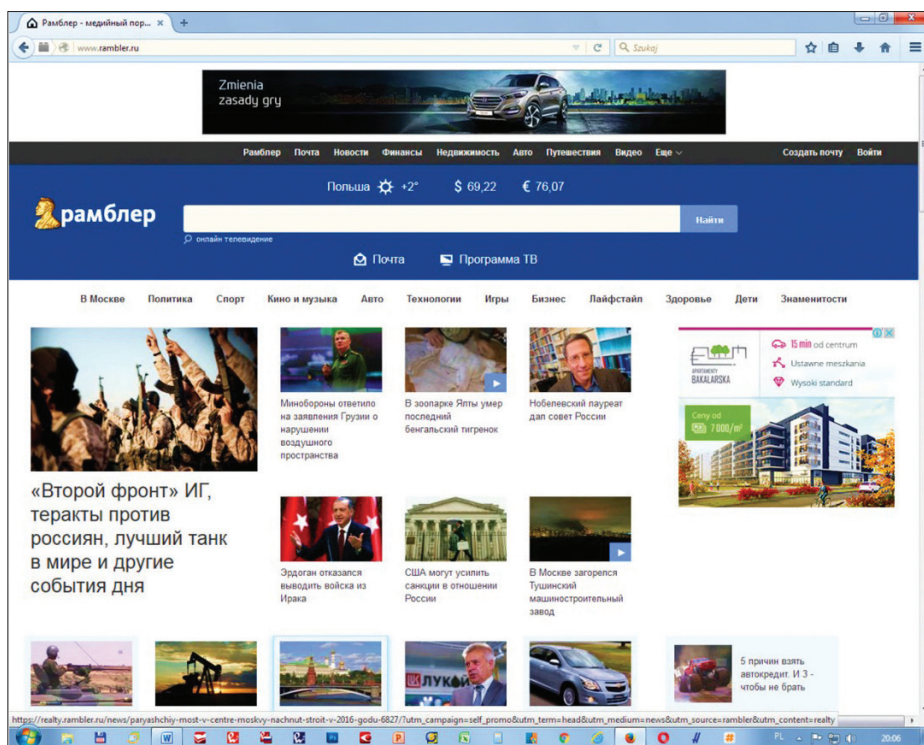 Рамблер - медийный пор...
www.rambler.ru
Szukaj
Zmienia
zasady gry
Рамблер Почта Новости Финансы Недвижимость Авто Путешествия Видео Еще Создать почту Войти
Польша +2° $ 69,22 € 76,07
рамблер
Найти
онлайн телевидение
Почта Программа ТВ
В Москве Политика Спорт Кино и музыка Авто Технологии Игры Бизнес Лайфстайл Здоровье Дети Знаменитости
«Второй фронт» ИГ,
теракты против
россиян, лучший танк
в мире и другие
события дня
Минобороны ответило
на заявления Грузии о
нарушении
воздушного
пространства
В зоопарке Ялты умер
последний
бенгальский тигренок
Нобелевский лауреат
дал совет России
Эрдоган отказался
выводить войска из
Ирака
США могут усилить
санкции в отношении
России
В Москве загорелся
Тушинский
машиностроительный
завод
APARTAMENTY
BAKALARSKA
15 min od centrum
Ustawne meszkania
Wysoki standard
Ceny od
7000/m²
ЛУКОЙЛ
5 причин взять
автокредит. И 3 -
чтобы не брать
https://realty.rambler.ru/news/paryashchiy-most-v-centre-moskvy-nachnut-stroit-v-2016-godu-6827/?utm_campaign=self_promo&utm_term=head&utm_medium=news&utm_source=rambler&utm_content=realty
PL 20:06